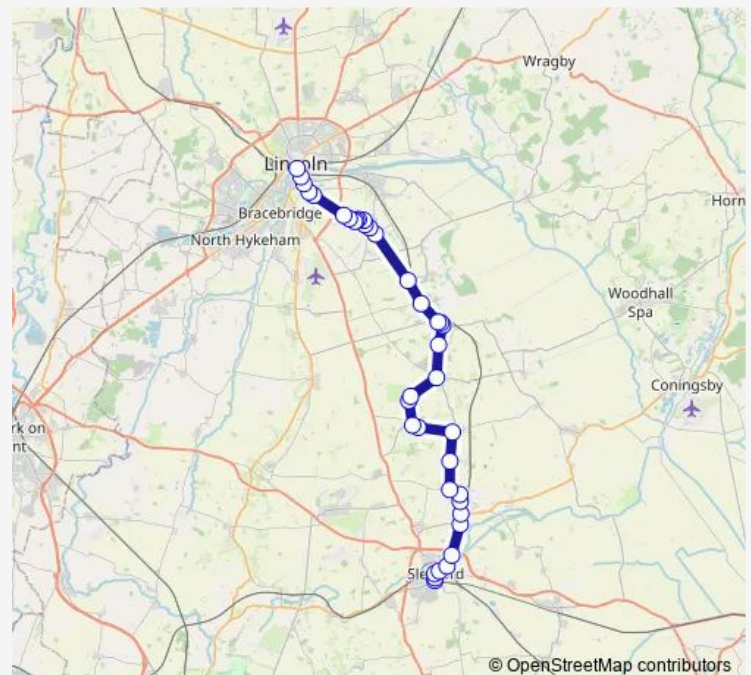 Wragby
Lincoln
Horn
Bracebridge
North Hykeham
Woodhall
Spa
Coningsby
rk on
nt
Sleaford
© OpenStreetMap contributors